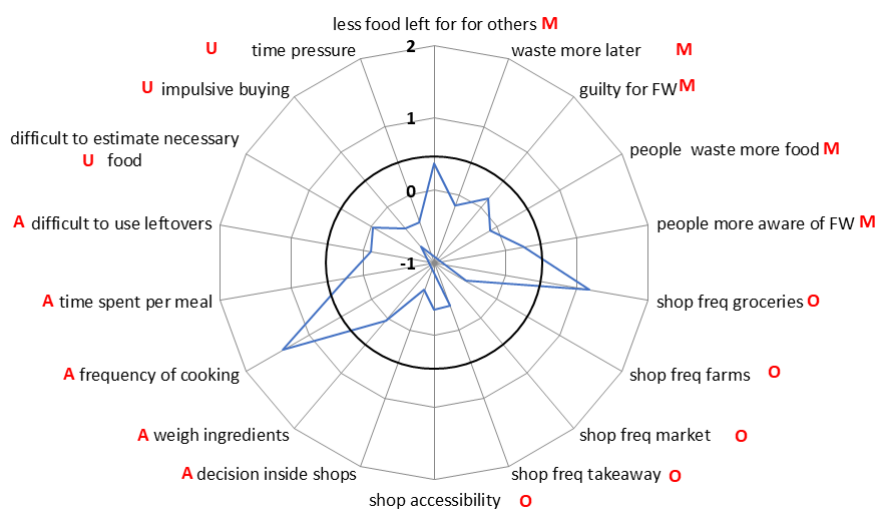 less food left for for others M
U time pressure
waste more later M
2
U impulsive buying
guilty for FW M
1
difficult to estimate necessary
U food
people waste more food M
0
A difficult to use leftovers
people more aware of FW M
-1
A time spent per meal
shop freq groceries O
A frequency of cooking
shop freq farms O
A weigh ingredients
shop freq market O
A decision inside shops
shop freq takeaway O
shop accessibility O